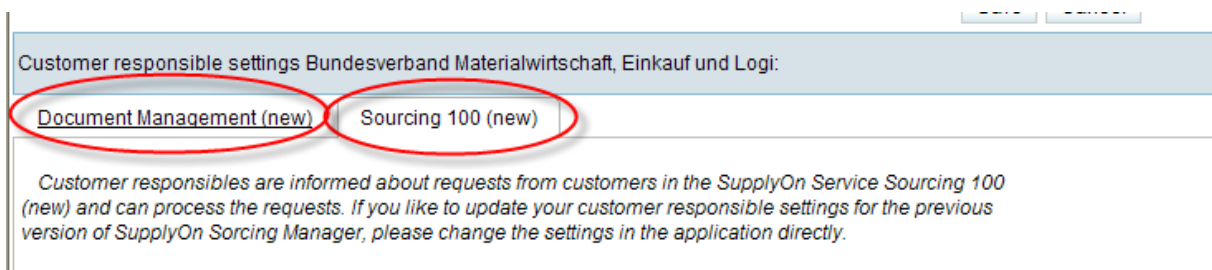 Customer responsible settings Bundesverband Materialwirtschaft, Einkauf und Logi:
Document Management (new) Sourcing 100 (new)
Customer responsibles are informed about requests from customers in the SupplyOn Service Sourcing 100
(new) and can process the requests. If you like to update your customer responsible settings for the previous
version of SupplyOn Sorcing Manager, please change the settings in the application directly.